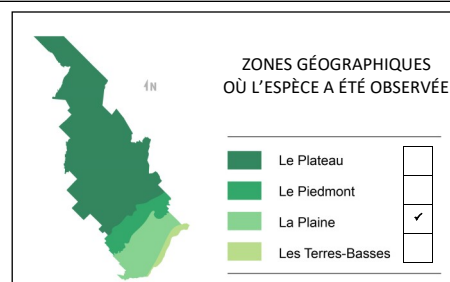 ZONES GÉOGRAPHIQUES
OÙ L'ESPÈCE A ÉTÉ OBSERVÉE
N
Le Plateau
Le Piedmont
La Plaine ✓
Les Terres-Basses